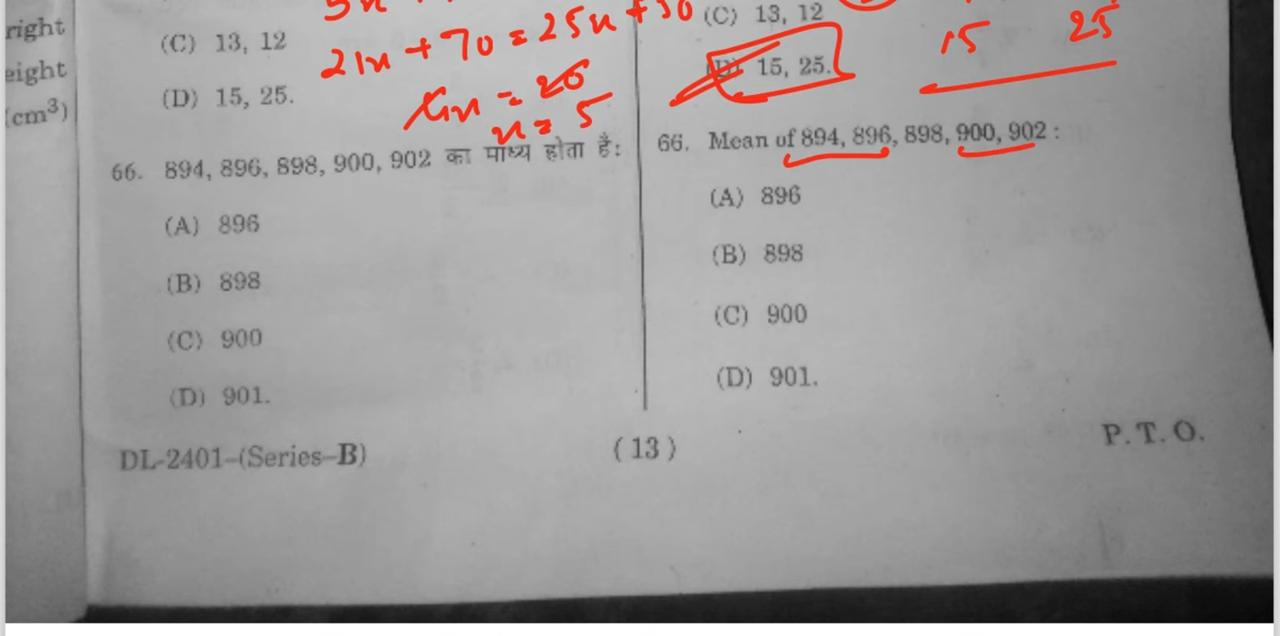 right
eight
(cm³)
(C) 13, 12
(D) 15, 25.
21x + 70 = 25x + 50
4x = 20
x = 5
66. 894, 896, 898, 900, 902 का माध्य होता है:
(A) 896
(B) 898
(C) 900
(D) 901.
DL-2401-(Series-B)
(C) 13, 12
(D) 15, 25.
15 25
66. Mean of 894, 896, 898, 900, 902 :
(A) 896
(B) 898
(C) 900
(D) 901.
(13)
P.T.O.